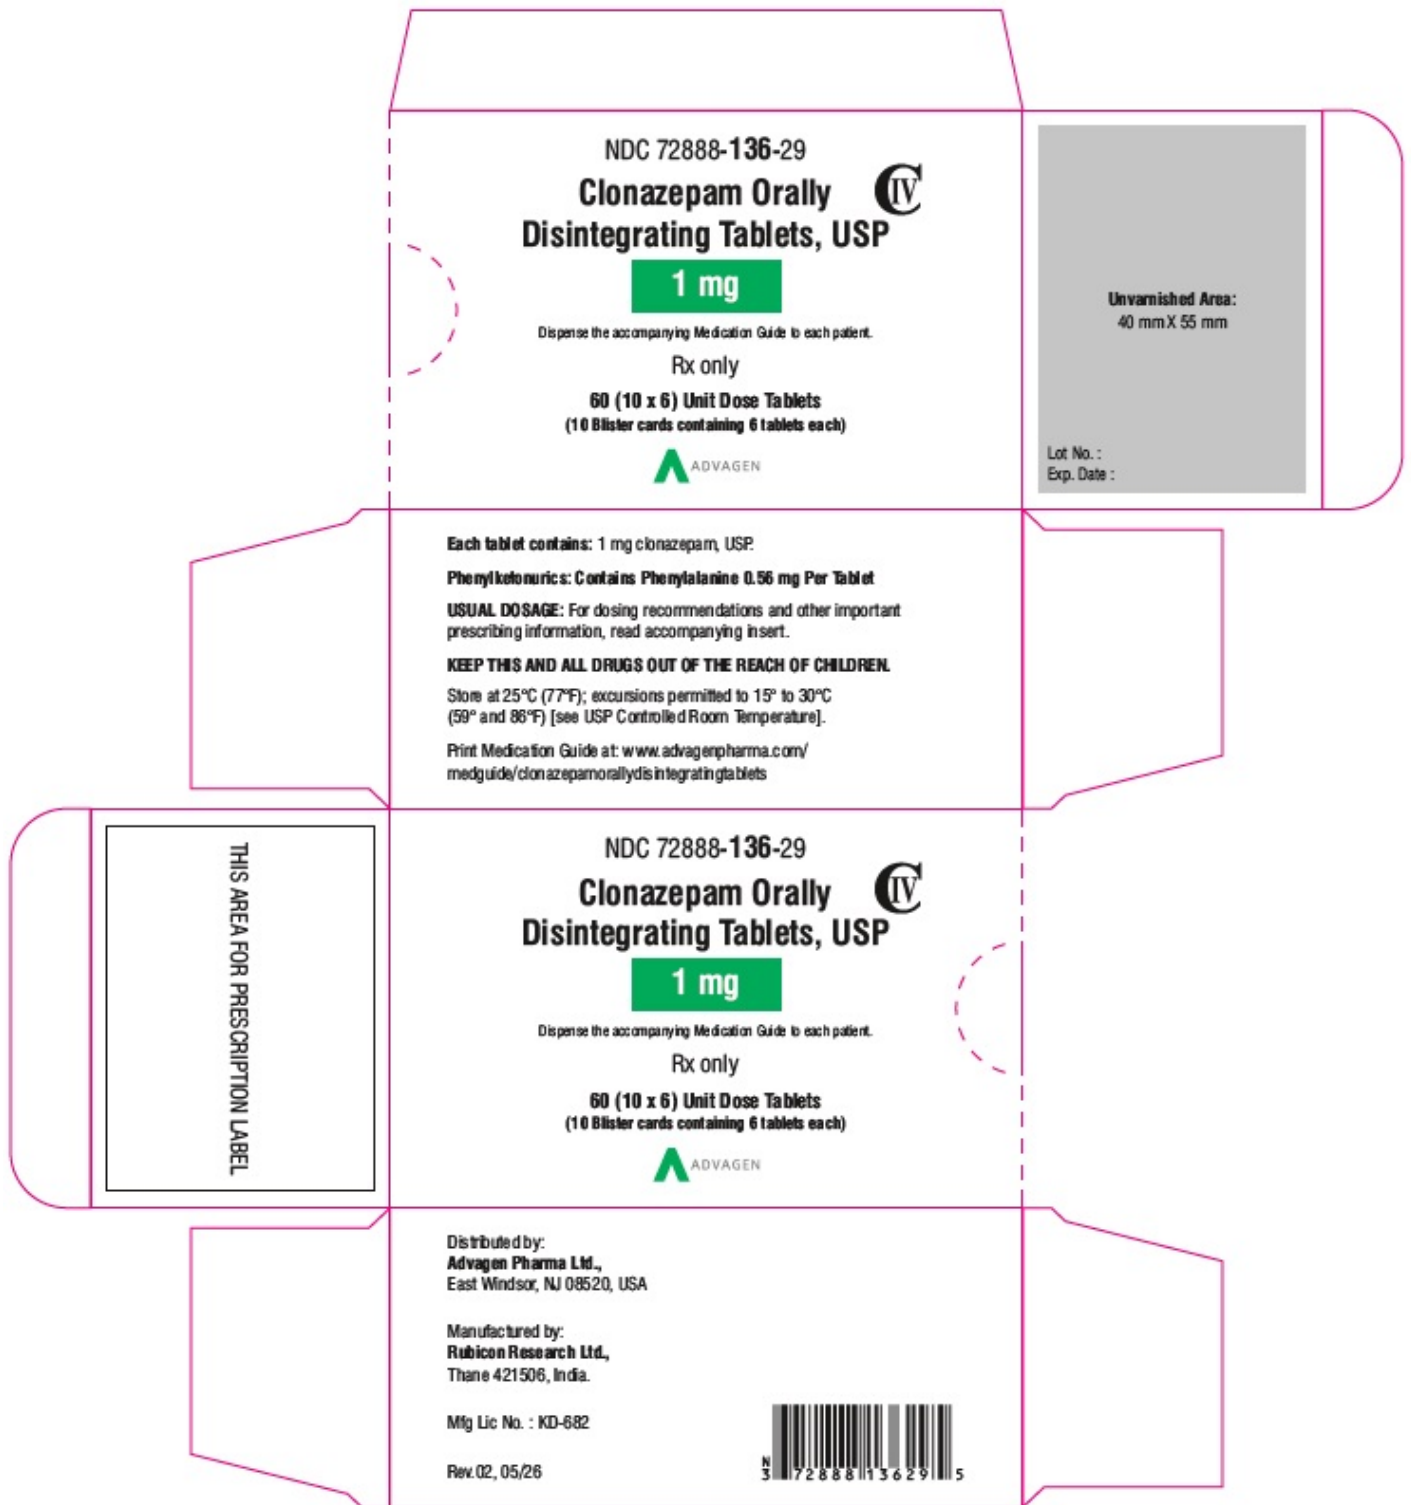 NDC 72888-136-29
Clonazepam Orally
Disintegrating Tablets, USP
CIV
1 mg
Dispense the accompanying Medication Guide to each patient.
Rx only
60 (10 x 6) Unit Dose Tablets
(10 Blister cards containing 6 tablets each)
ADVAGEN
Unvarnished Area:
40 mm X 55 mm
Lot No. :
Exp. Date :
Each tablet contains: 1 mg clonazepam, USP.
Phenylketonurics: Contains Phenylalanine 0.56 mg Per Tablet
USUAL DOSAGE: For dosing recommendations and other important
prescribing information, read accompanying insert.
KEEP THIS AND ALL DRUGS OUT OF THE REACH OF CHILDREN.
Store at 25°C (77°F); excursions permitted to 15° to 30°C
(59° and 86°F) [see USP Controlled Room Temperature].
Print Medication Guide at: www.advagenpharma.com/
medguide/clonazepamorallydisintegratingtablets
THIS AREA FOR PRESCRIPTION LABEL
NDC 72888-136-29
Clonazepam Orally
Disintegrating Tablets, USP
CIV
1 mg
Dispense the accompanying Medication Guide to each patient.
Rx only
60 (10 x 6) Unit Dose Tablets
(10 Blister cards containing 6 tablets each)
ADVAGEN
Distributed by:
Advagen Pharma Ltd.,
East Windsor, NJ 08520, USA
Manufactured by:
Rubicon Research Ltd.,
Thane 421506, India.
Mfg Lic No. : KD-682
Rev.02, 05/26
N
3 72888 13629 5